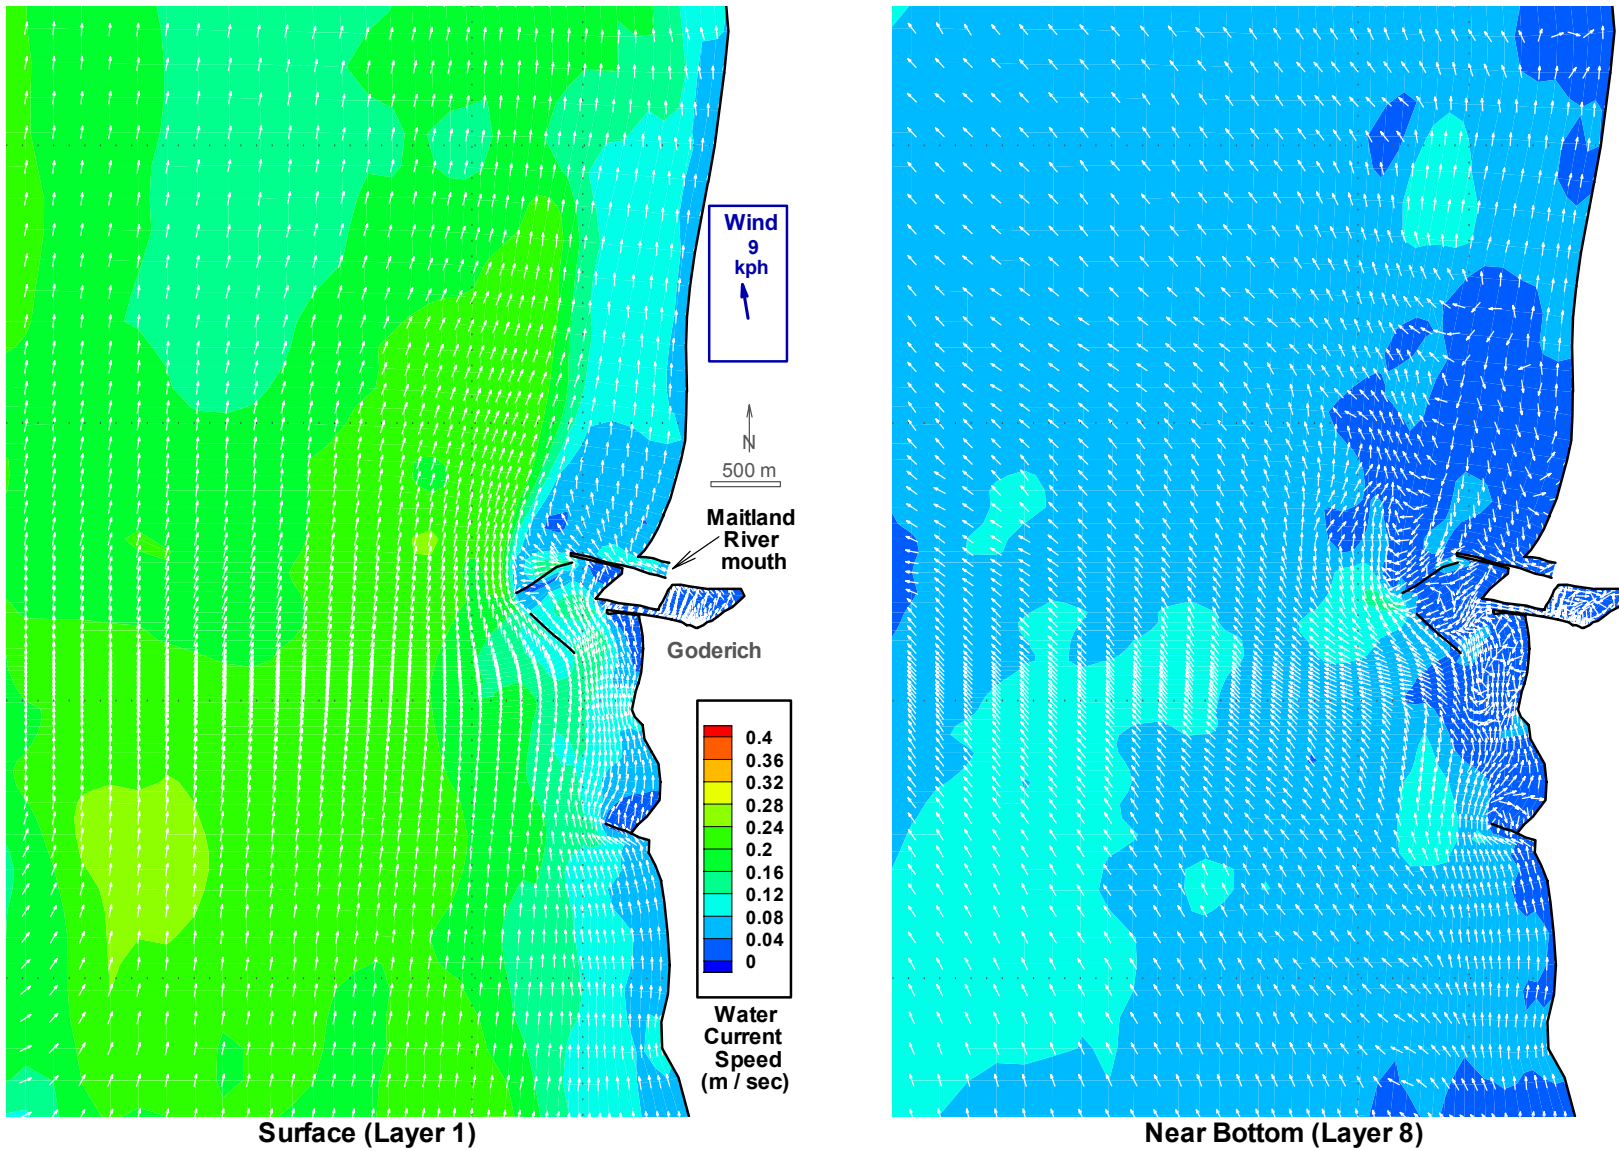 Wind
9
kph
N
500 m
Maitland
River
mouth
Goderich
0.4
0.36
0.32
0.28
0.24
0.2
0.16
0.12
0.08
0.04
0
Water
Current
Speed
(m / sec)
Surface (Layer 1)
Near Bottom (Layer 8)